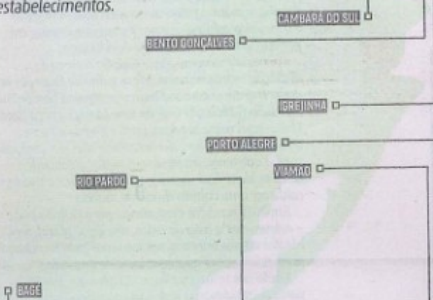 estabelecimentos.
CAMBARÁ DO SUL
BENTO GONÇALVES
IGREJINHA
PORTO ALEGRE
VIAMÃO
RIO PARDO
BAGÉ